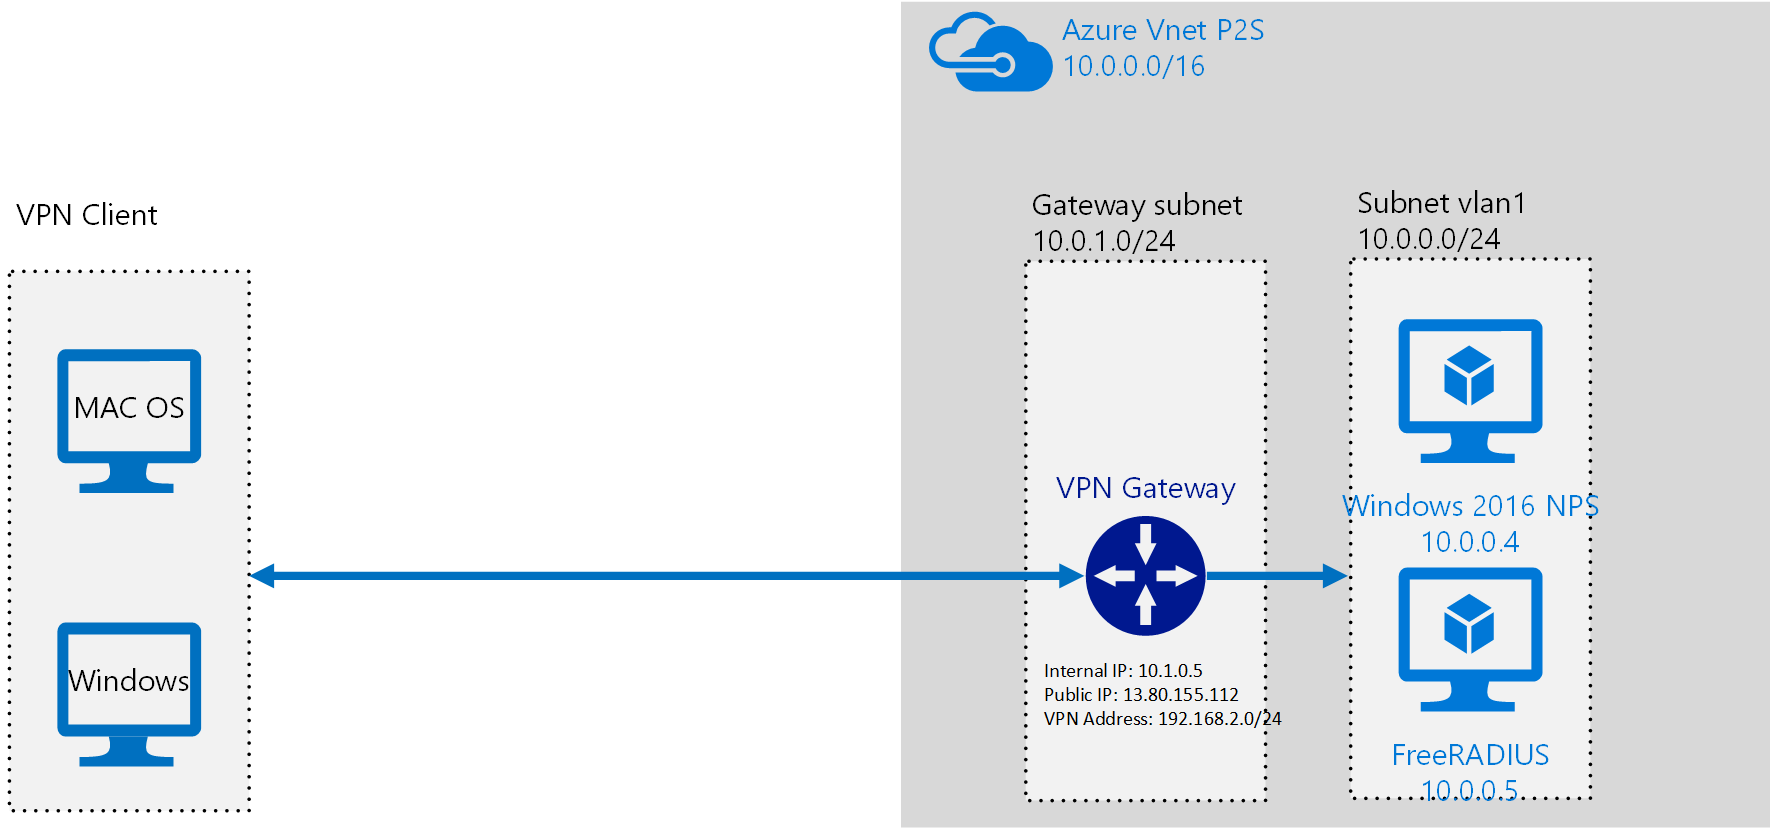 Azure Vnet P2S
10.0.0.0/16
VPN Client
MAC OS
Windows
Gateway subnet
10.0.1.0/24
VPN Gateway
Internal IP: 10.1.0.5
Public IP: 13.80.155.112
VPN Address: 192.168.2.0/24
Subnet vlan1
10.0.0.0/24
Windows 2016 NPS
10.0.0.4
FreeRADIUS
10.0.0.5